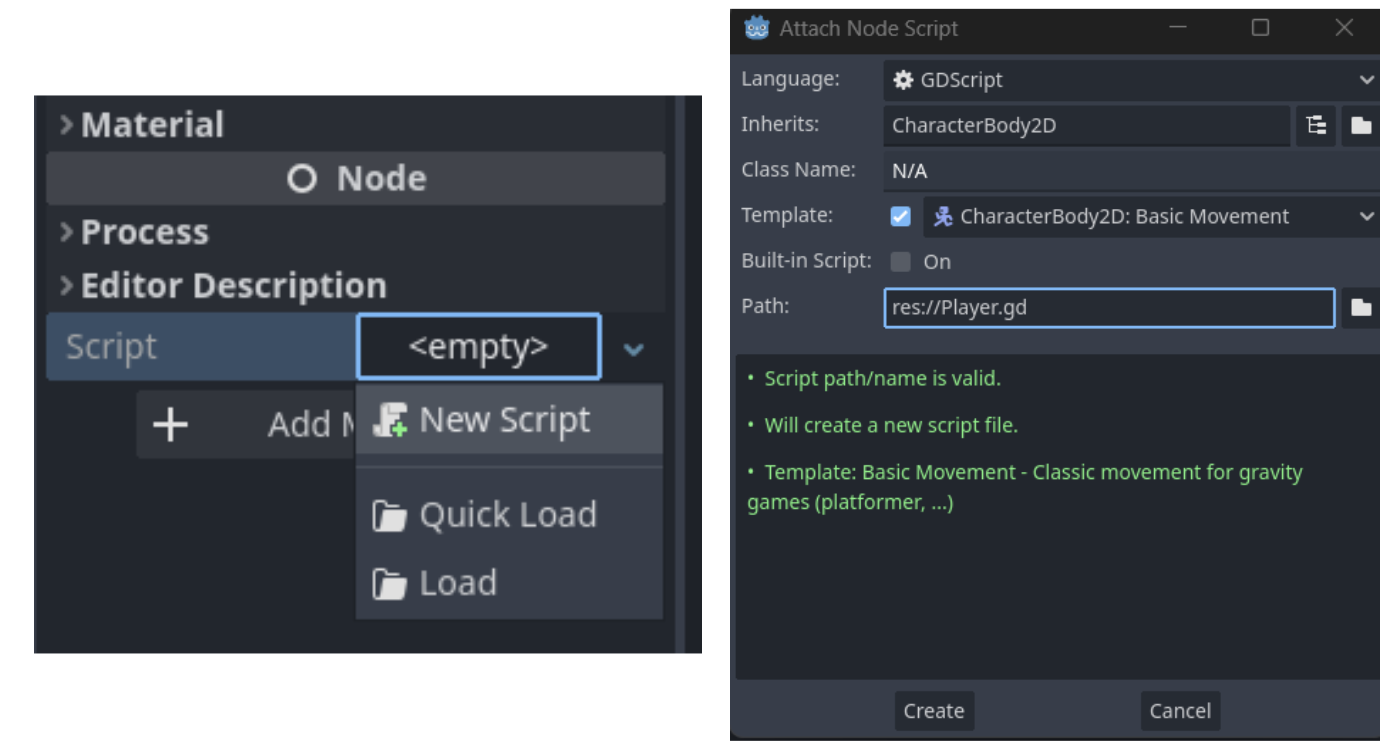 Material
Node
Process
Editor Description
Script
<empty>
Add
New Script
Quick Load
Load
Attach Node Script
Language:
GDScript
Inherits:
CharacterBody2D
Class Name:
N/A
Template:
CharacterBody2D: Basic Movement
Built-in Script:
On
Path:
res://Player.gd
• Script path/name is valid.
• Will create a new script file.
• Template: Basic Movement - Classic movement for gravity
games (platformer, ...)
Create
Cancel